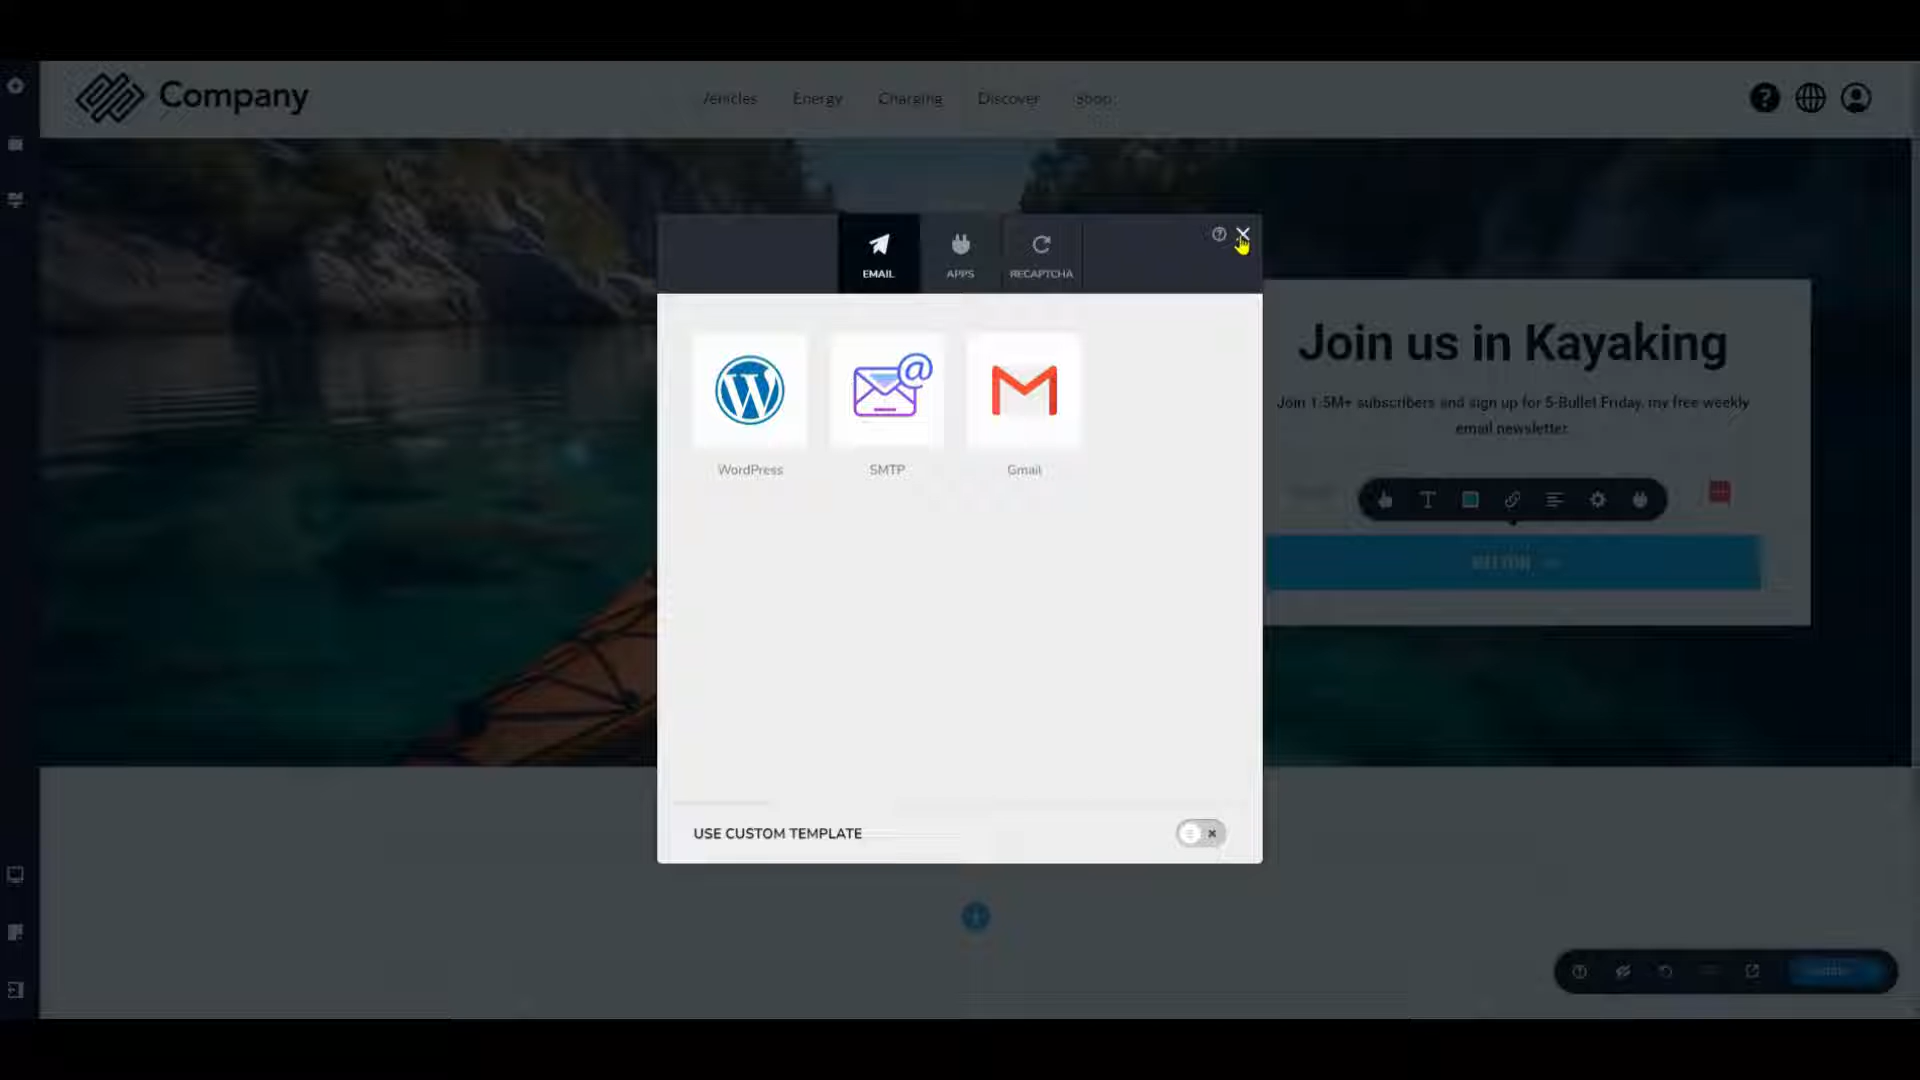 Company
Vehicles
Energy
Charging
Discover
Shop
EMAIL
APPS
RECAPTCHA
WordPress
SMTP
Gmail
USE CUSTOM TEMPLATE
Join us in Kayaking
Join 1.5M+ subscribers and sign up for 5-Bullet Friday, my free weekly
email newsletter.
BUTTON